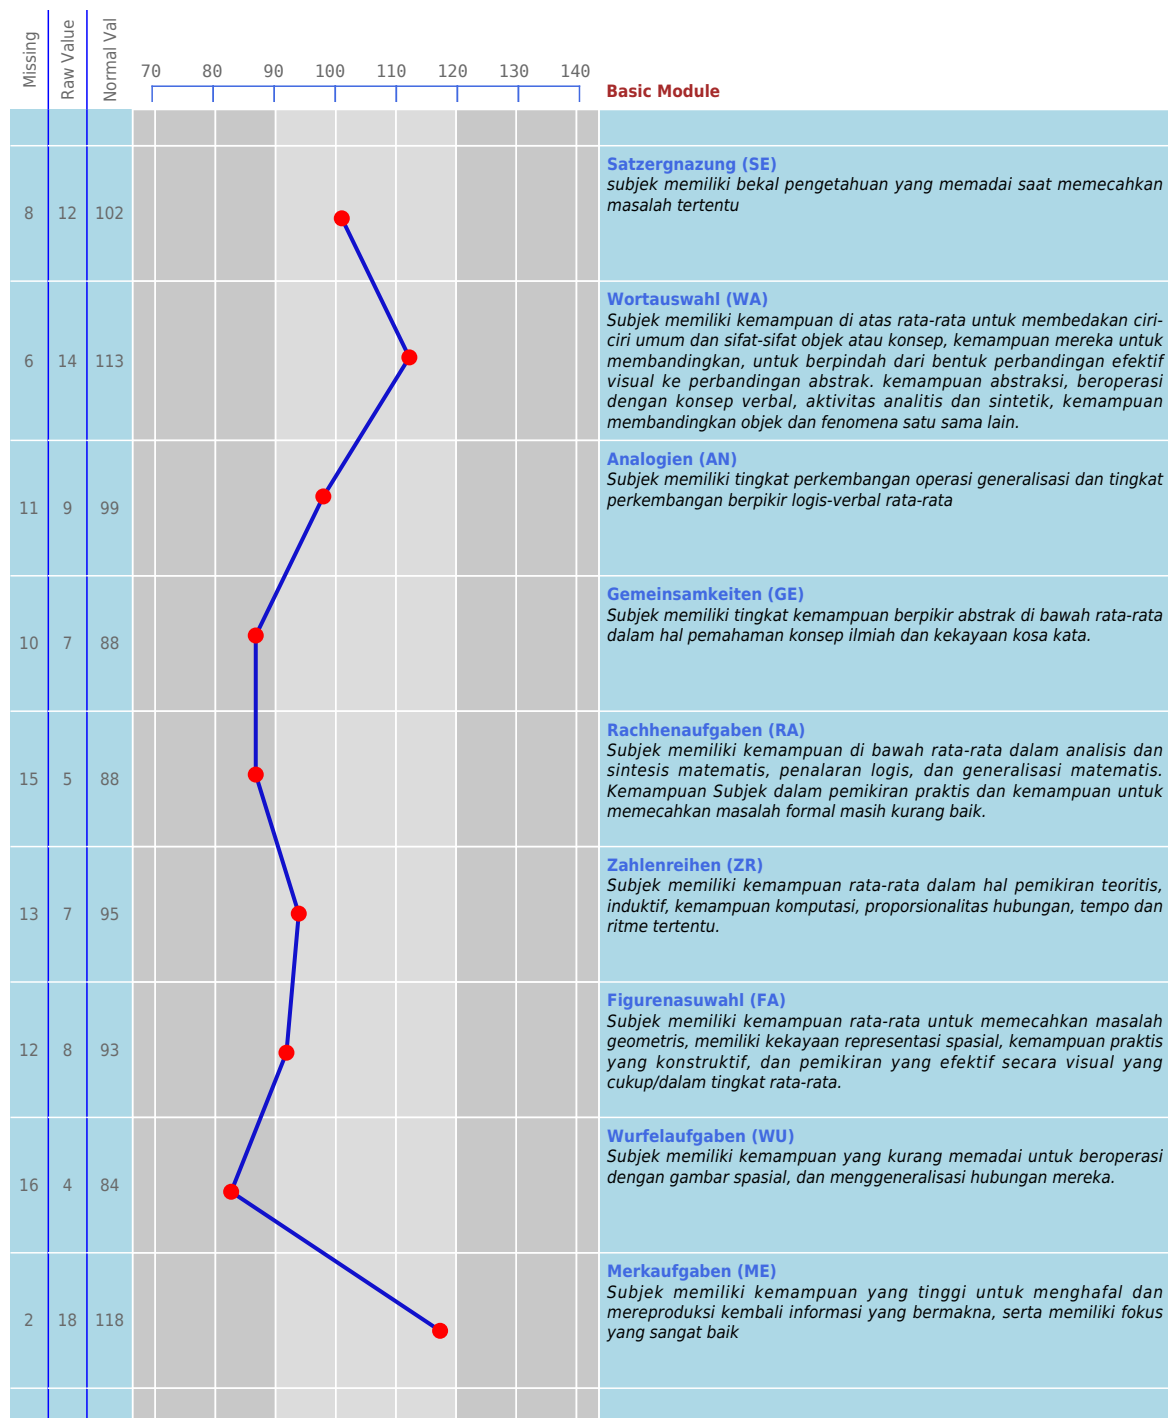 Missing
Raw Value
Normal Val
70 80 90 100 110 120 130 140
Basic Module
Satzergnazung (SE)
subjek memiliki bekal pengetahuan yang memadai saat memecahkan
masalah tertentu
8 12 102
Wortauswahl (WA)
Subjek memiliki kemampuan di atas rata-rata untuk membedakan ciri-
ciri umum dan sifat-sifat objek atau konsep, kemampuan mereka untuk
membandingkan, untuk berpindah dari bentuk perbandingan efektif
visual ke perbandingan abstrak. kemampuan abstraksi, beroperasi
dengan konsep verbal, aktivitas analitis dan sintetik, kemampuan
membandingkan objek dan fenomena satu sama lain.
6 14 113
Analogien (AN)
Subjek memiliki tingkat perkembangan operasi generalisasi dan tingkat
perkembangan berpikir logis-verbal rata-rata
11 9 99
Gemeinsamkeiten (GE)
Subjek memiliki tingkat kemampuan berpikir abstrak di bawah rata-rata
dalam hal pemahaman konsep ilmiah dan kekayaan kosa kata.
10 7 88
Rachhenaufgaben (RA)
Subjek memiliki kemampuan di bawah rata-rata dalam analisis dan
sintesis matematis, penalaran logis, dan generalisasi matematis.
Kemampuan Subjek dalam pemikiran praktis dan kemampuan untuk
memecahkan masalah formal masih kurang baik.
15 5 88
Zahlenreihen (ZR)
Subjek memiliki kemampuan rata-rata dalam hal pemikiran teoritis,
induktif, kemampuan komputasi, proporsionalitas hubungan, tempo dan
ritme tertentu.
13 7 95
Figurenasuwahl (FA)
Subjek memiliki kemampuan rata-rata untuk memecahkan masalah
geometris, memiliki kekayaan representasi spasial, kemampuan praktis
yang konstruktif, dan pemikiran yang efektif secara visual yang
cukup/dalam tingkat rata-rata.
12 8 93
Wurfelaufgaben (WU)
Subjek memiliki kemampuan yang kurang memadai untuk beroperasi
dengan gambar spasial, dan menggeneralisasi hubungan mereka.
16 4 84
Merkaufgaben (ME)
Subjek memiliki kemampuan yang tinggi untuk menghafal dan
mereproduksi kembali informasi yang bermakna, serta memiliki fokus
yang sangat baik
2 18 118